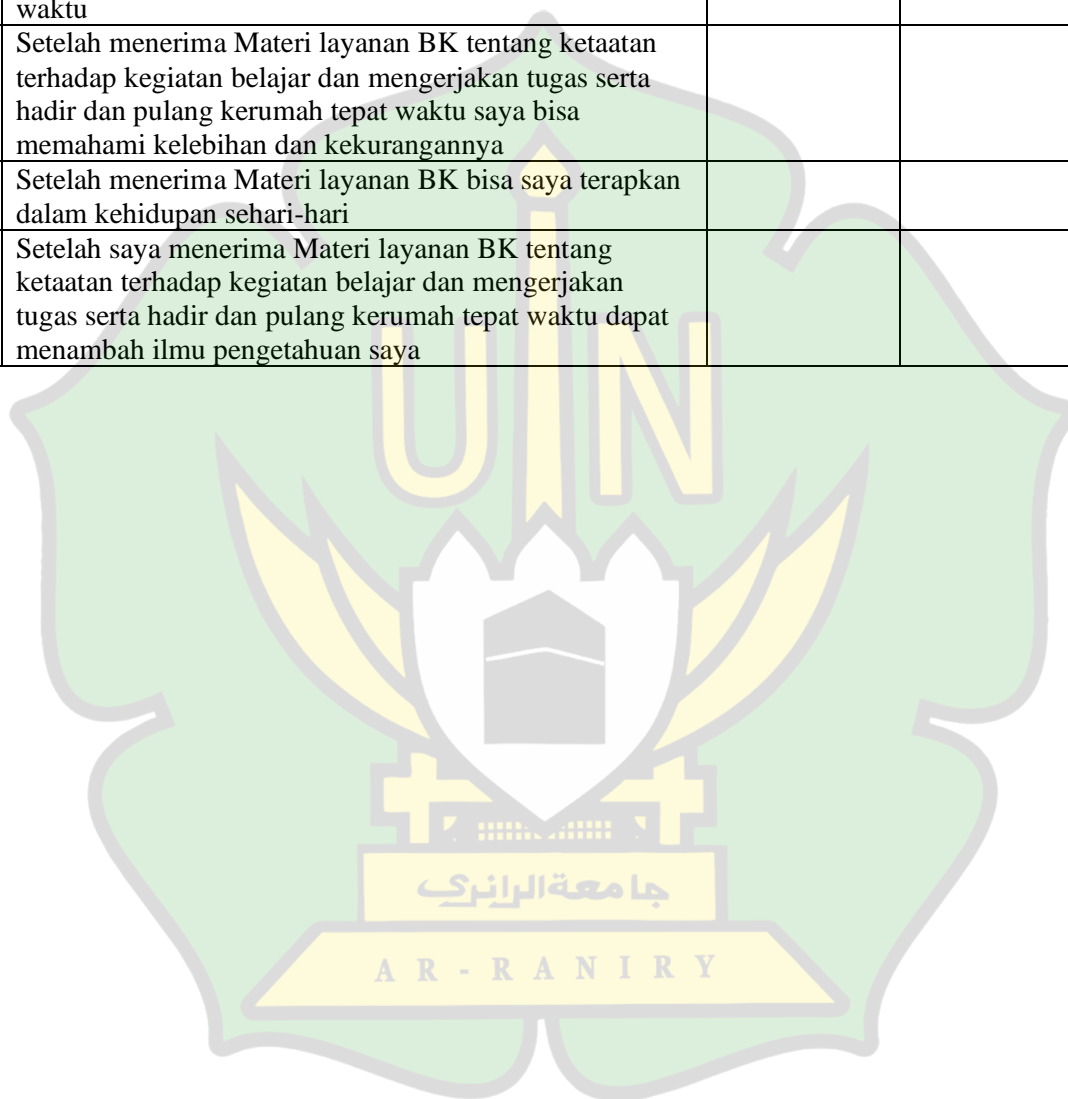 waktu
Setelah menerima Materi layanan BK tentang ketaatan
terhadap kegiatan belajar dan mengerjakan tugas serta
hadir dan pulang kerumah tepat waktu saya bisa
memahami kelebihan dan kekurangannya
Setelah menerima Materi layanan BK bisa saya terapkan
dalam kehidupan sehari-hari
Setelah saya menerima Materi layanan BK tentang
ketaatan terhadap kegiatan belajar dan mengerjakan
tugas serta hadir dan pulang kerumah tepat waktu dapat
menambah ilmu pengetahuan saya
UIN
جامعة الرانري
AR-RANIRY